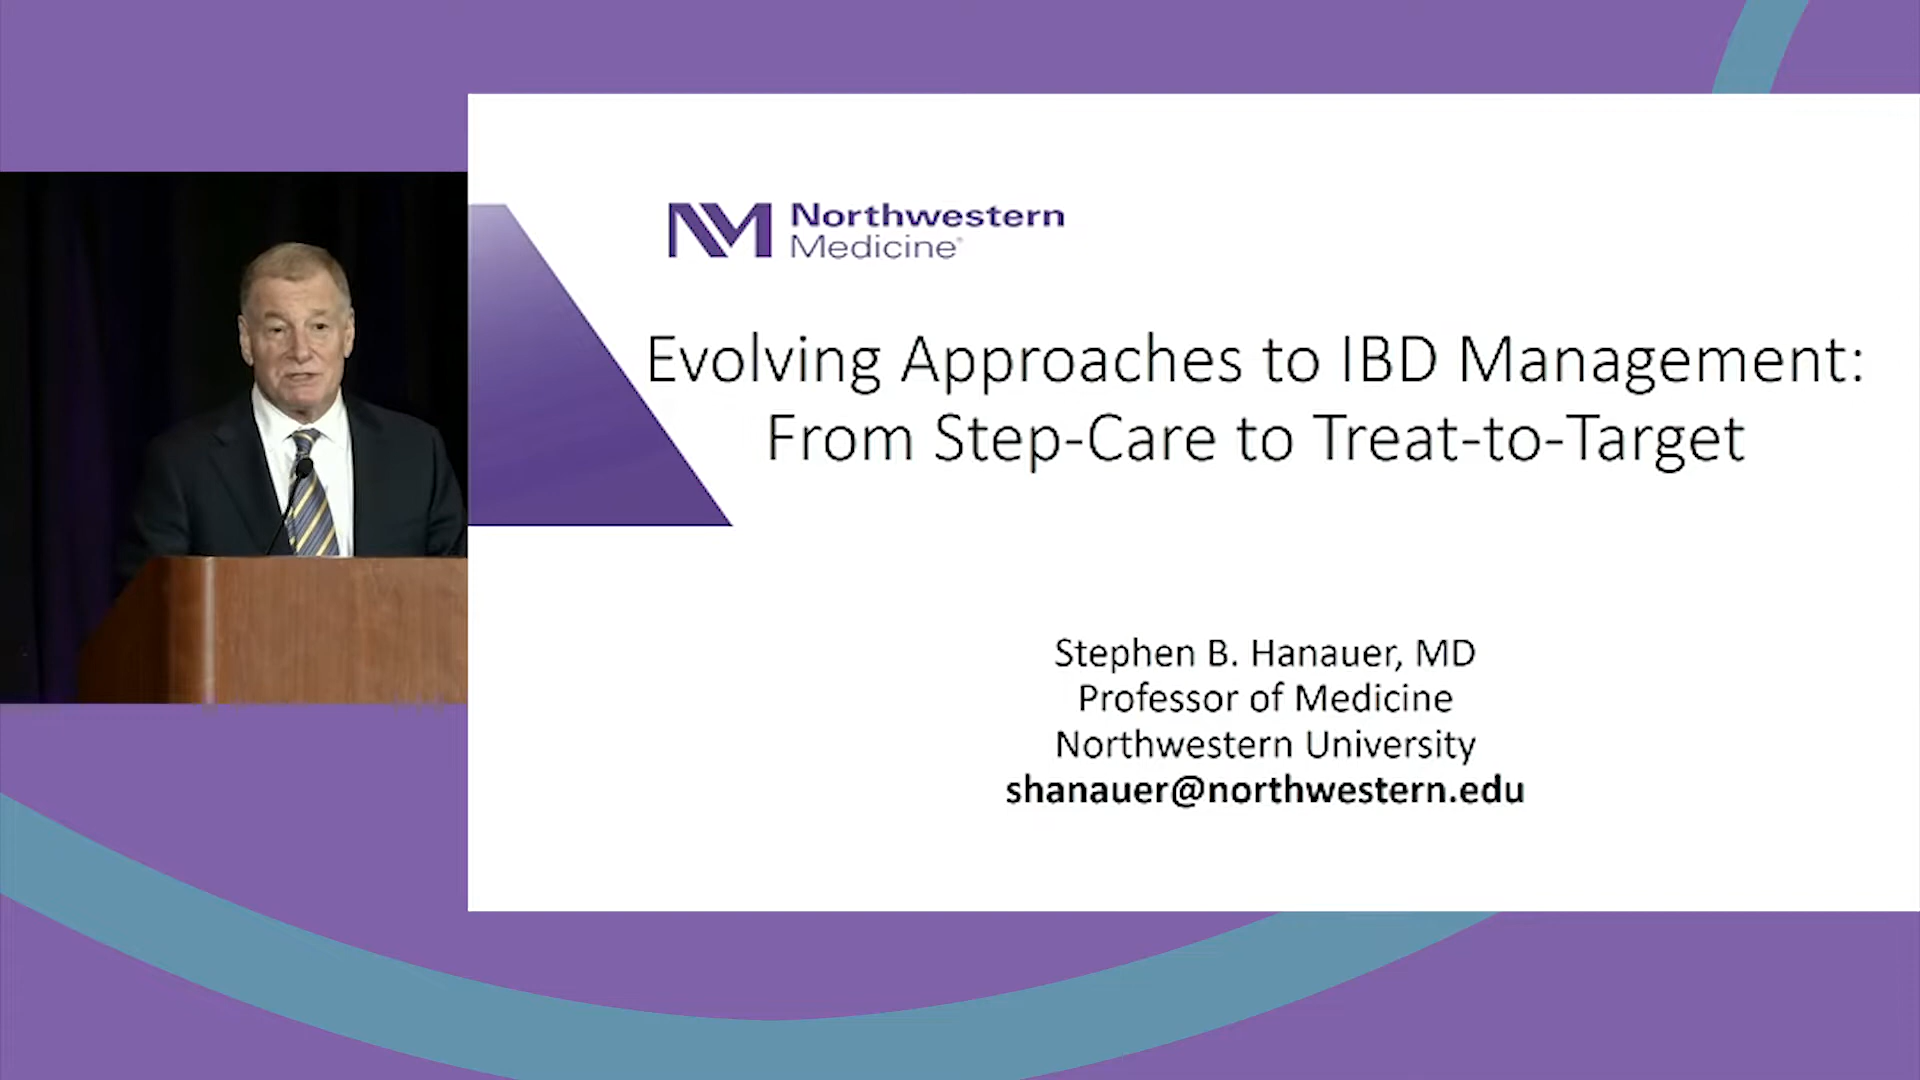 Northwestern
Medicine®
Evolving Approaches to IBD Management:
From Step-Care to Treat-to-Target
Stephen B. Hanauer, MD
Professor of Medicine
Northwestern University
shanauer@northwestern.edu